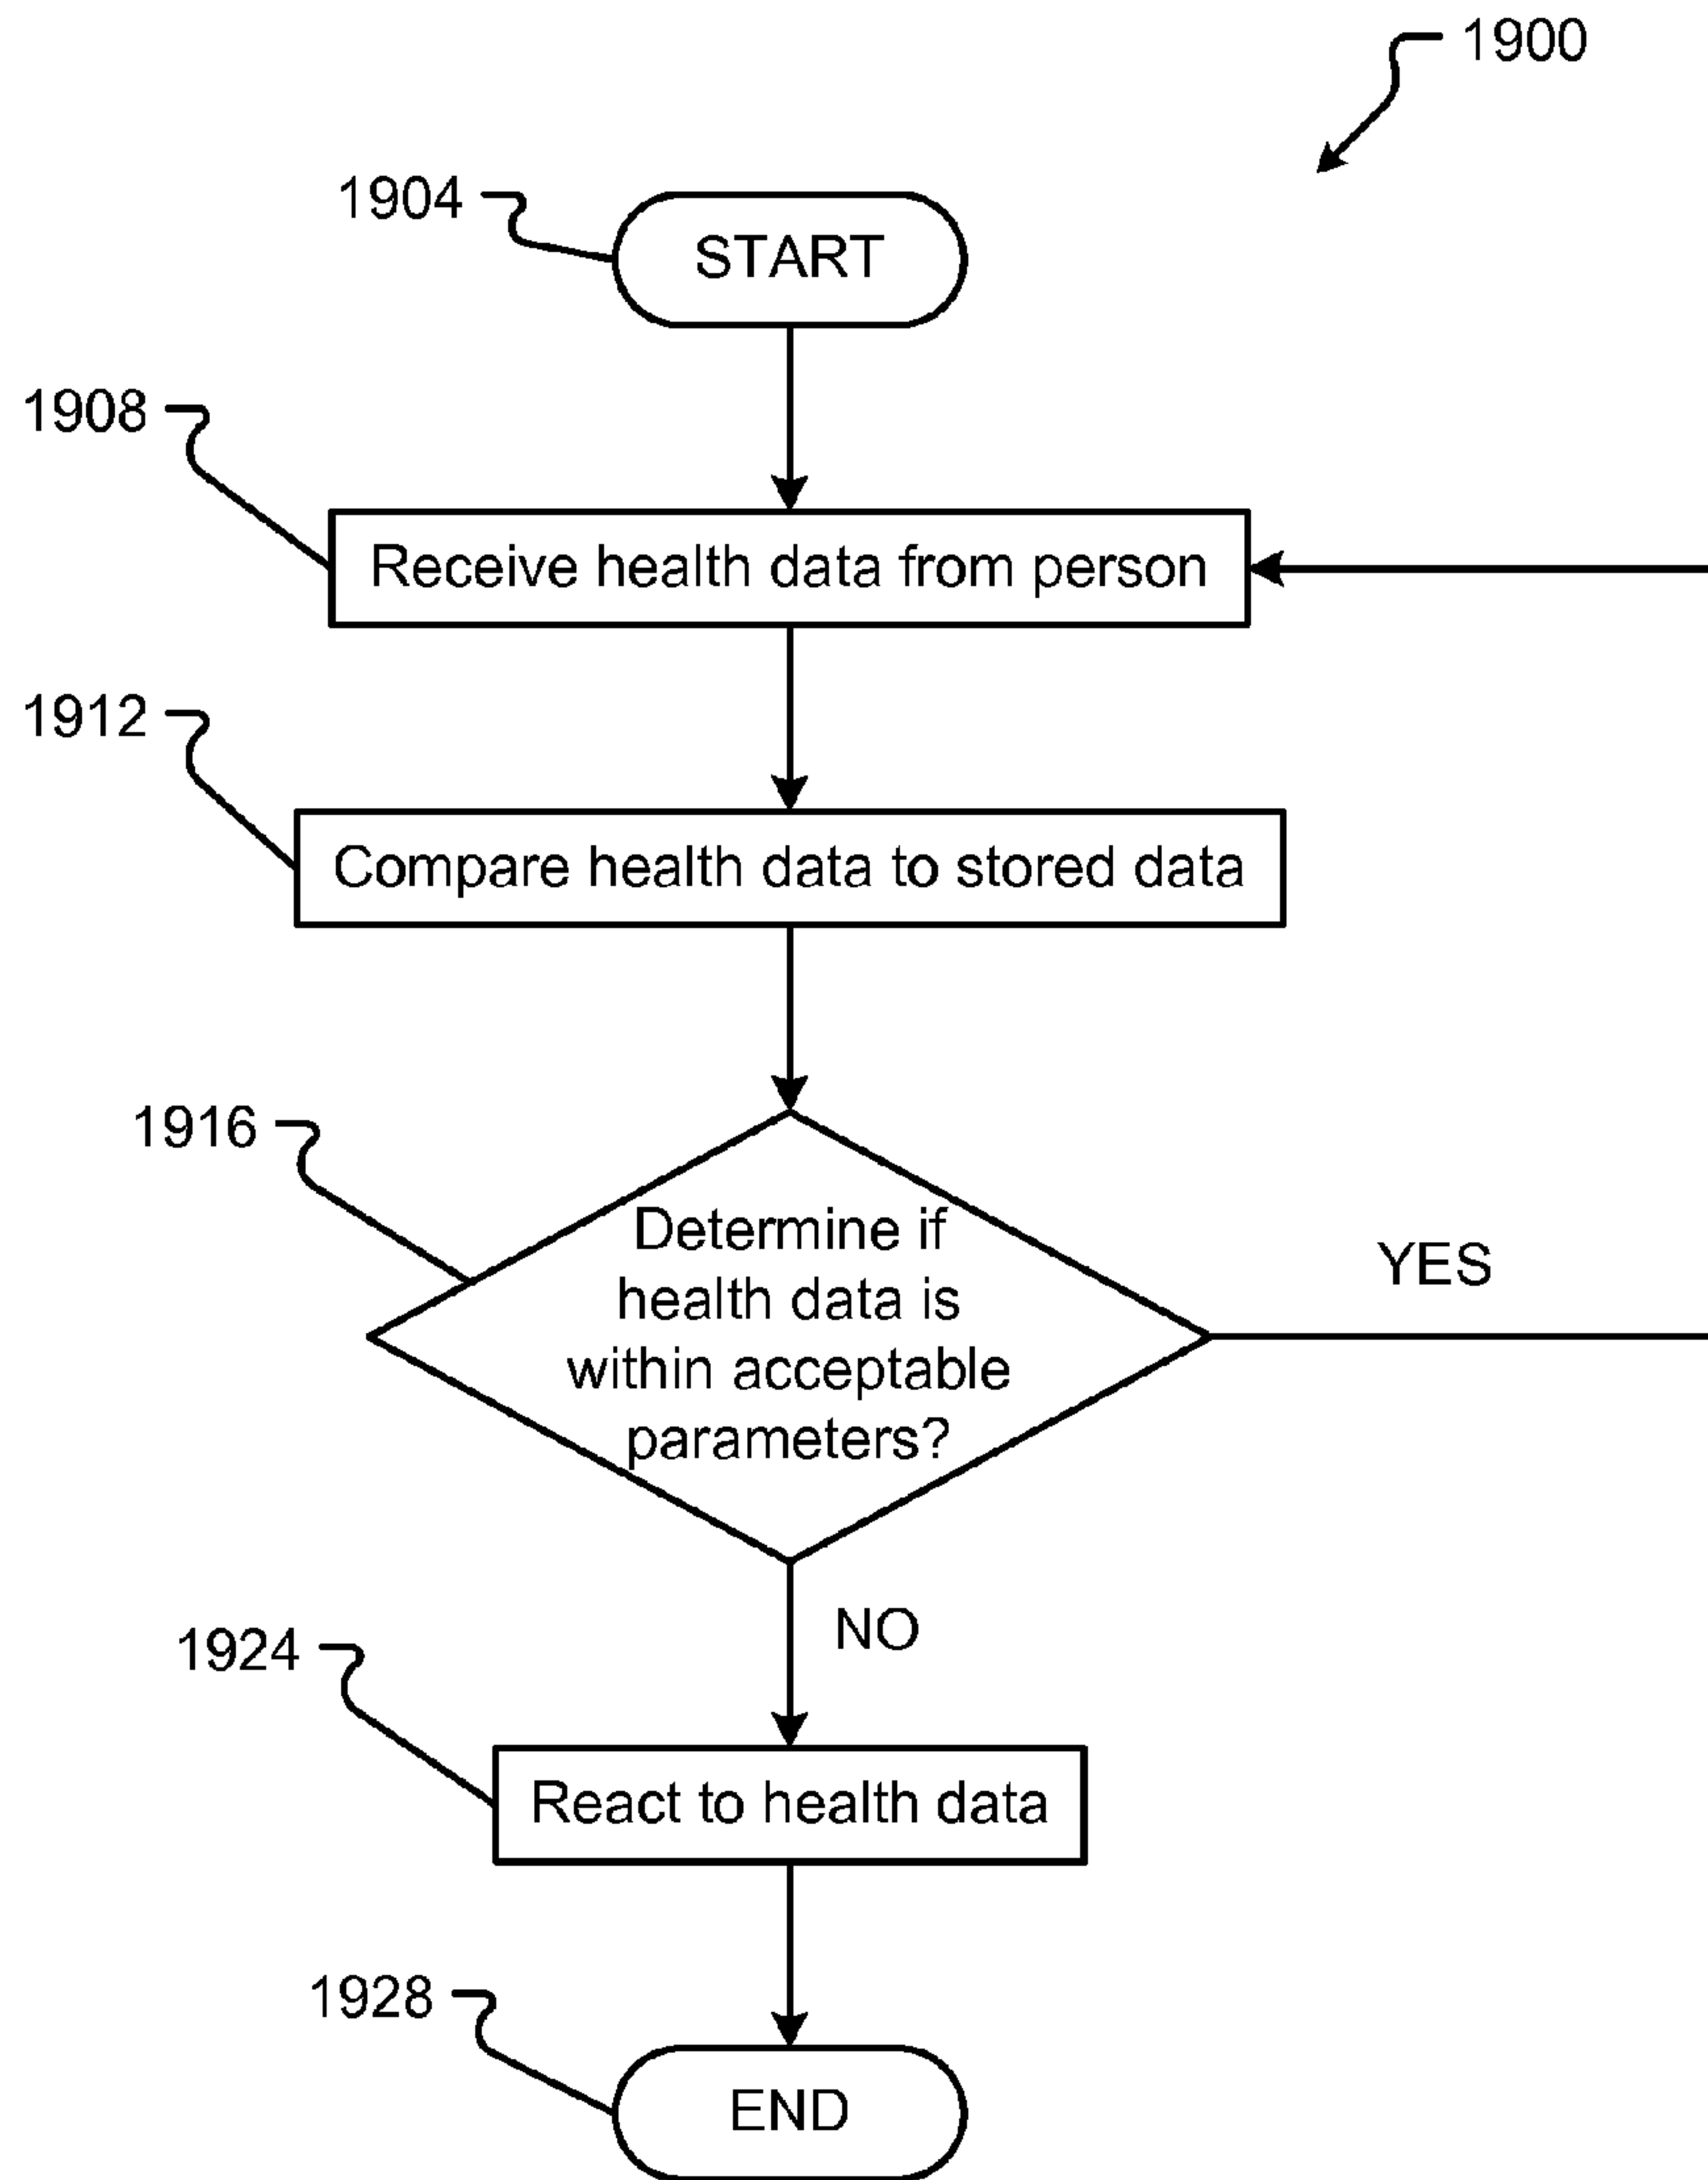 1900
1904
START
1908
Receive health data from person
1912
Compare health data to stored data
1916
Determine if
health data is
within acceptable
parameters?
YES
NO
1924
React to health data
1928
END